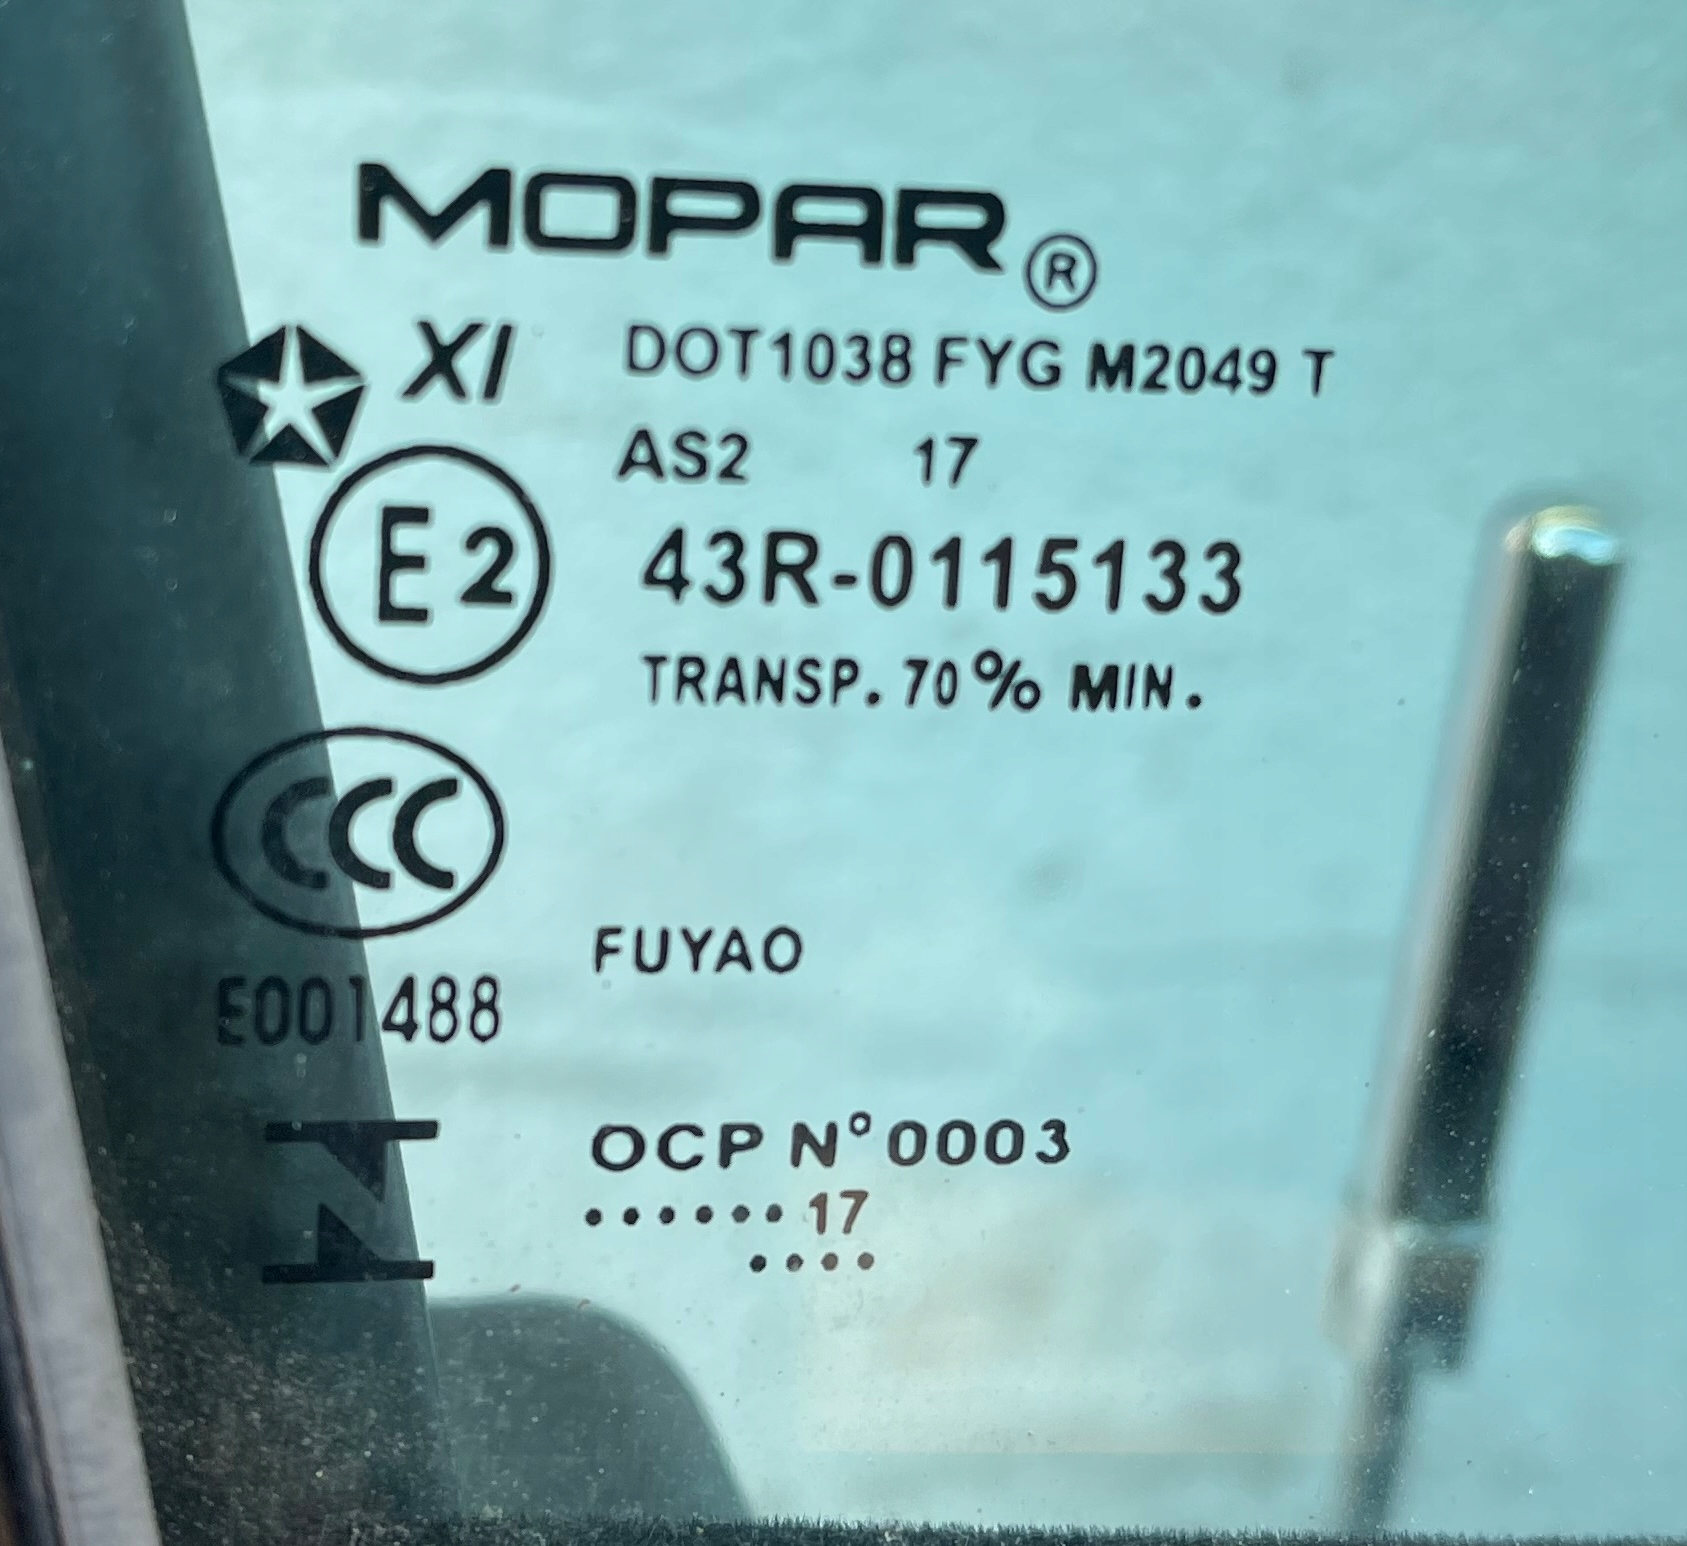 MOPAR®
XI DOT1038 FYG M2049 T
AS2 17
E2 43R-0115133
TRANSP. 70% MIN.
CCC
FUYAO
E001488
OCP N° 0003
······17
····